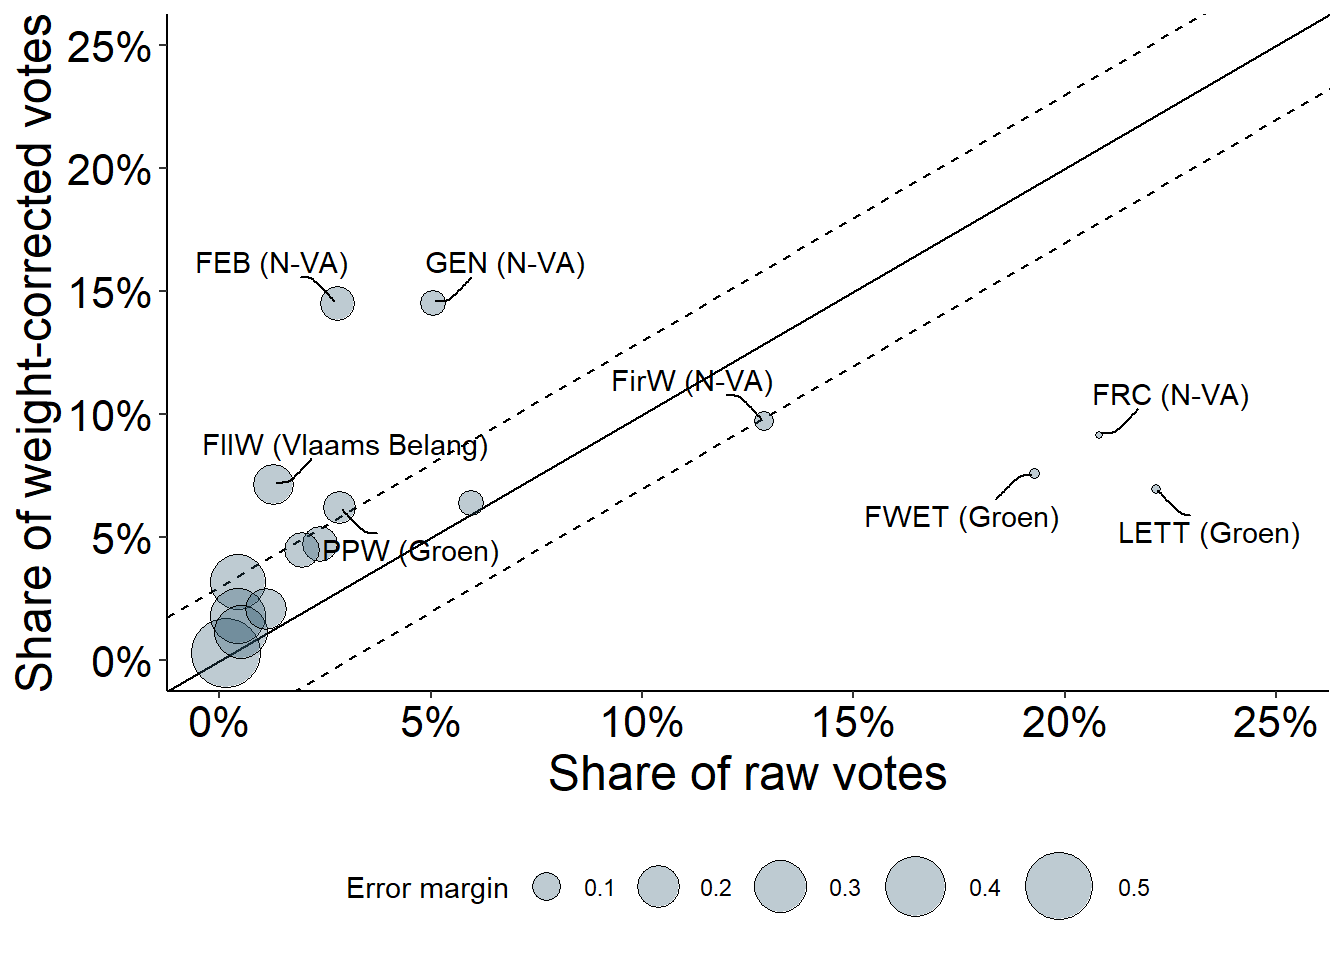 Share of weight-corrected votes
25%
20%
15%
10%
5%
0%
FEB (N-VA)
GEN (N-VA)
FirW (N-VA)
FRC (N-VA)
FIIW (Vlaams Belang)
FWET (Groen)
LETT (Groen)
PPW (Groen)
0%
5%
10%
15%
20%
25%
Share of raw votes
Error margin
0.1
0.2
0.3
0.4
0.5